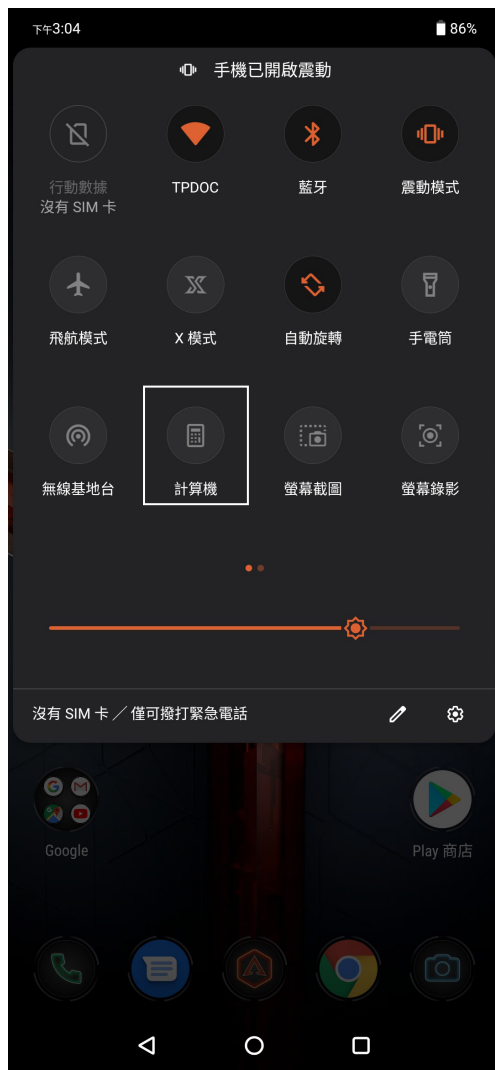 下午3:04
86%
手機已開啟震動
行動數據
沒有 SIM 卡
TPDOC
藍牙
震動模式
飛航模式
X 模式
自動旋轉
手電筒
無線基地台
計算機
螢幕截圖
螢幕錄影
沒有 SIM 卡／僅可撥打緊急電話
Google
Play 商店